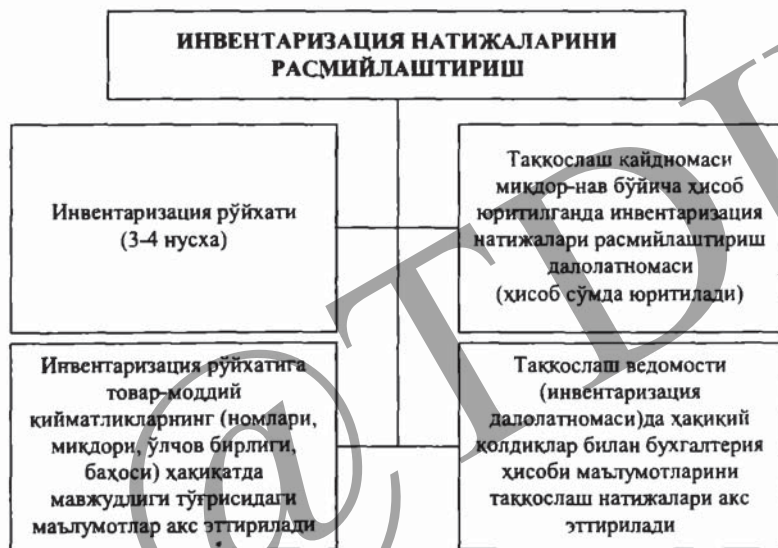 ИНВЕНТАРИЗАЦИЯ НАТИЖАЛАРИНИ
РАСМИЙЛАШТИРИШ
Инвентаризация рўйхати
(3-4 нусха)
Таққослаш кайдномаси
миқдор-нав бўйича ҳисоб
юритилганда инвентаризация
натижалари расмийлаштириш
далолатномаси
(ҳисоб сўмда юритилади)
Инвентаризация рўйхатига
товар-моддий
қийматликларнинг (номлари,
миқдори, ўлчов бирлиги,
баҳоси) ҳақиқатда
мавжудлиги тўғрисидаги
маълумотлар акс эттирилади
Таққослаш ведомости
(инвентаризация
далолатномаси)да ҳақиқий
қолдиқлар билан бухгалтерия
ҳисоби маълумотларини
таққослаш натижалари акс
эттирилади
@TDI